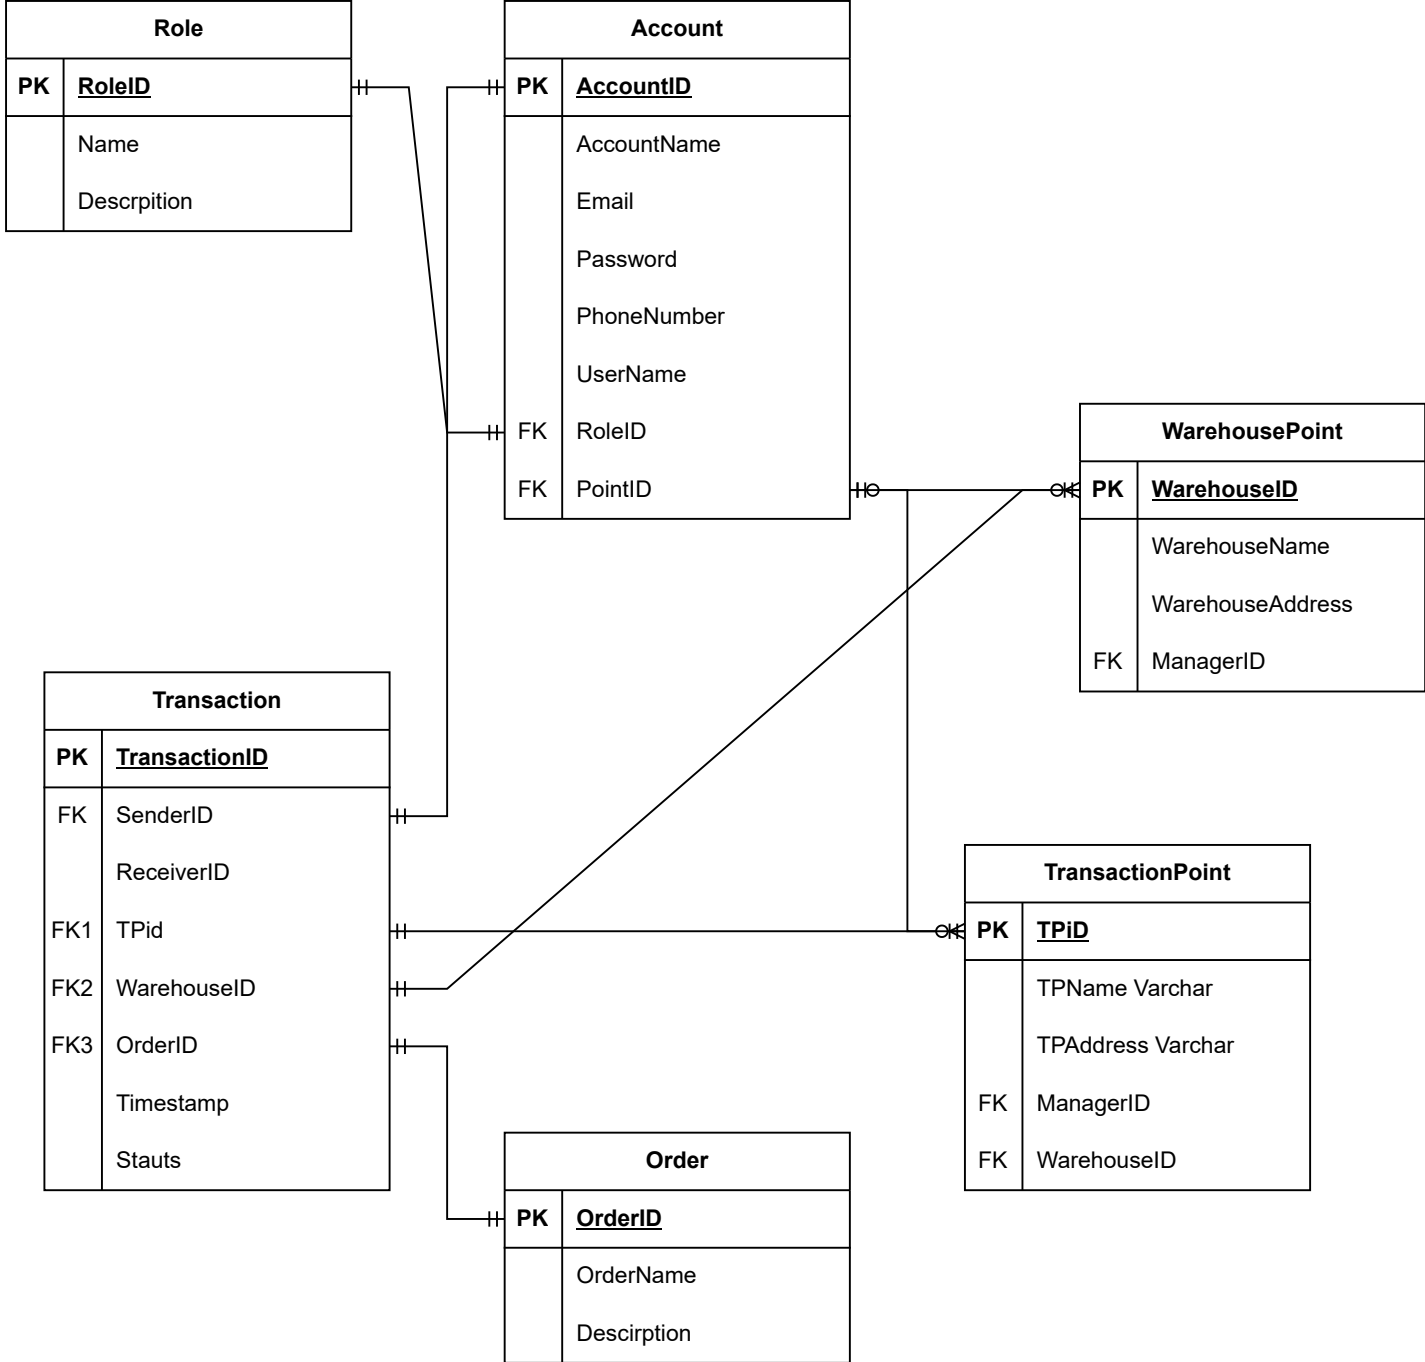 Role
PK RoleID
Name
Descrpition
Account
PK AccountID
AccountName
Email
Password
PhoneNumber
UserName
FK RoleID
FK PointID
WarehousePoint
PK WarehouseID
WarehouseName
WarehouseAddress
FK ManagerID
Transaction
PK TransactionID
FK SenderID
ReceiverID
FK1 TPid
FK2 WarehouseID
FK3 OrderID
Timestamp
Stauts
TransactionPoint
PK TPiD
TPName Varchar
TPAddress Varchar
FK ManagerID
FK WarehouseID
Order
PK OrderID
OrderName
Descirption